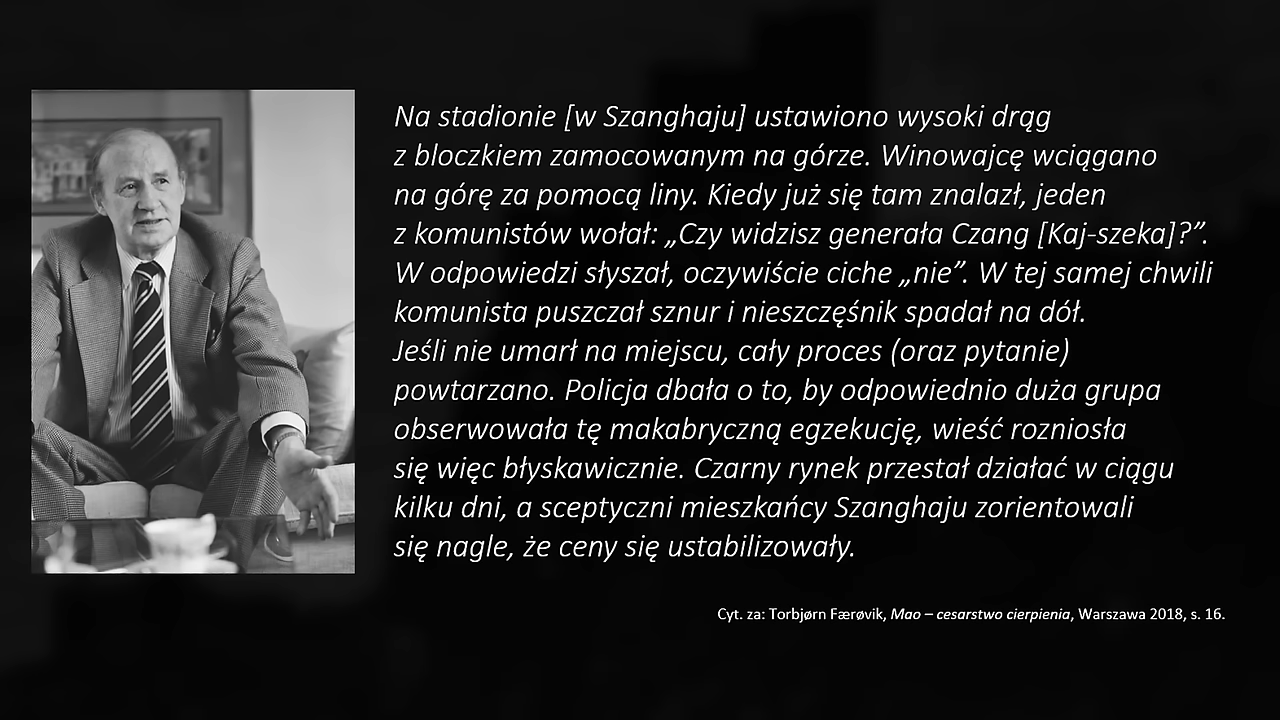 Na stadionie [w Szanghaju] ustawiono wysoki drąg
z bloczkiem zamocowanym na górze. Winowajcę wciągano
na górę za pomocą liny. Kiedy już się tam znalazł, jeden
z komunistów wołał: „Czy widzisz generała Czang [Kaj-szeka]?”.
W odpowiedzi słyszał, oczywiście ciche „nie”. W tej samej chwili
komunista puszczał sznur i nieszczęśnik spadał na dół.
Jeśli nie umarł na miejscu, cały proces (oraz pytanie)
powtarzano. Policja dbała o to, by odpowiednio duża grupa
obserwowała tę makabryczną egzekucję, wieść rozniosła
się więc błyskawicznie. Czarny rynek przestał działać w ciągu
kilku dni, a sceptyczni mieszkańcy Szanghaju zorientowali
się nagle, że ceny się ustabilizowały.
Cyt. za: Torbjørn Færøvik, Mao – cesarstwo cierpienia, Warszawa 2018, s. 16.